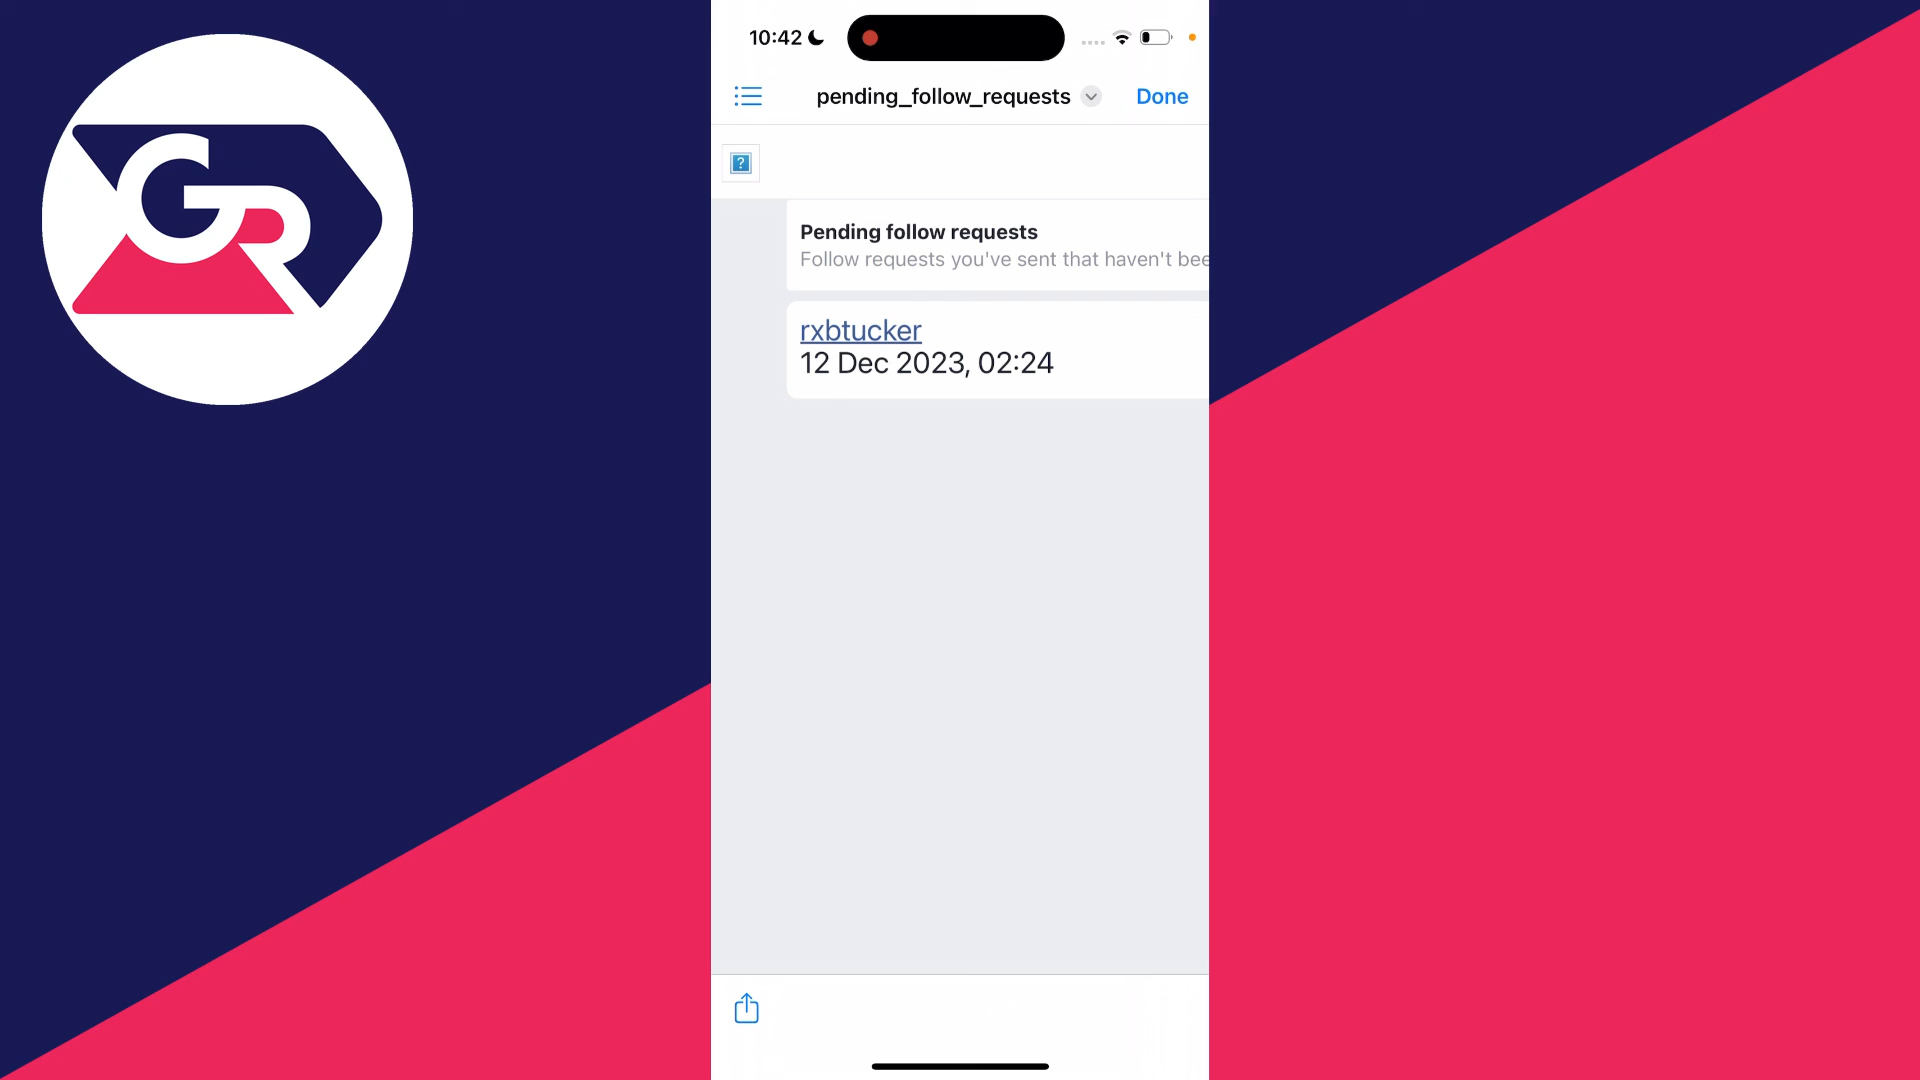 GR
10:42
pending_follow_requests
Done
?
Pending follow requests
Follow requests you've sent that haven't bee
rxbtucker
12 Dec 2023, 02:24